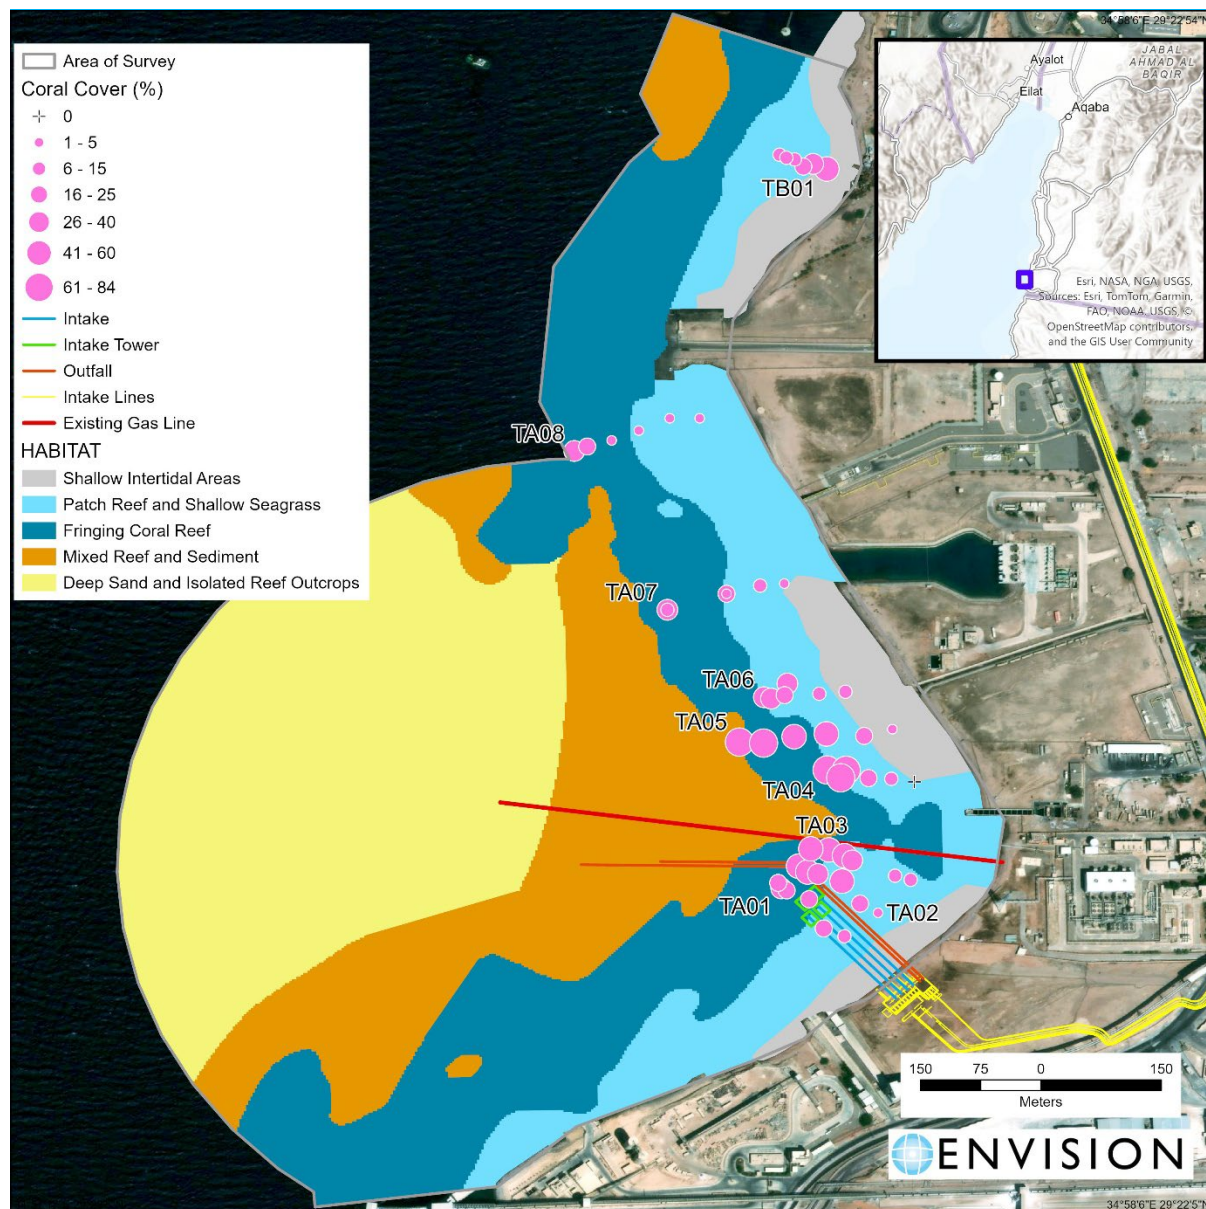 34°58'6"E 29°22'54"N
Area of Survey
Coral Cover (%)
0
1 - 5
6 - 15
16 - 25
26 - 40
41 - 60
61 - 84
Intake
Intake Tower
Outfall
Intake Lines
Existing Gas Line
HABITAT
Shallow Intertidal Areas
Patch Reef and Shallow Seagrass
Fringing Coral Reef
Mixed Reef and Sediment
Deep Sand and Isolated Reef Outcrops
JABAL
AHMAD AL
BAQIR
Ayalot
Eilat
Aqaba
Esri, NASA, NGA, USGS,
Sources: Esri, TomTom, Garmin,
FAO, NOAA, USGS, ©
OpenStreetMap contributors,
and the GIS User Community
TB01
TA08
TA07
TA06
TA05
TA04
TA03
TA01
TA02
150 75 0 150
Meters
ENVISION
34°58'6"E 29°22'5"N